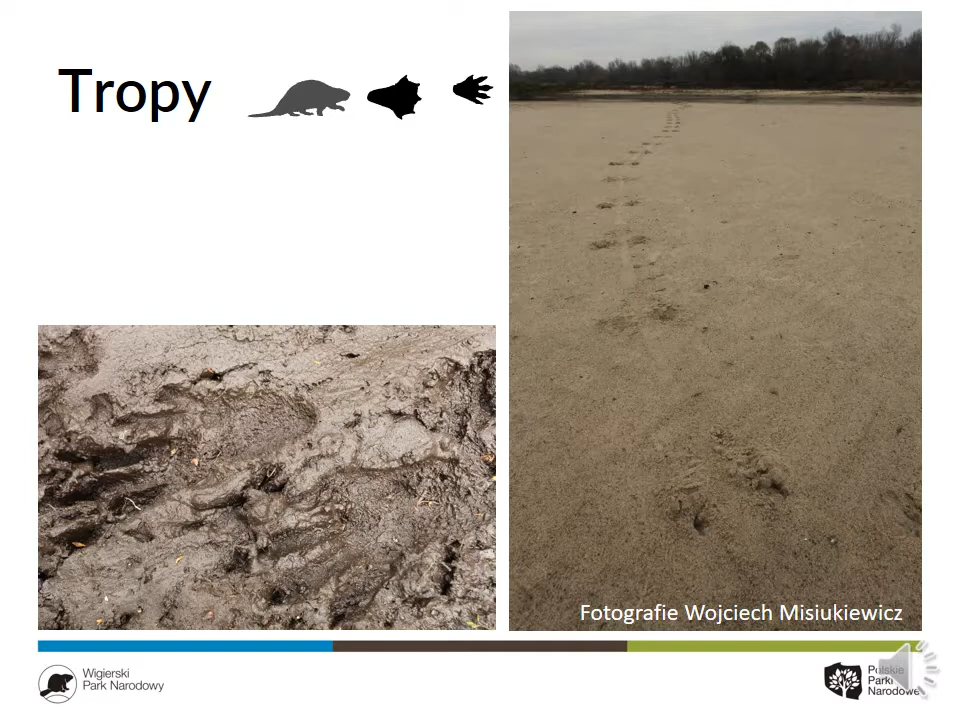 Tropy
Fotografie Wojciech Misiukiewicz
Wigierski
Park Narodowy
Polskie
Parki
Narodowe